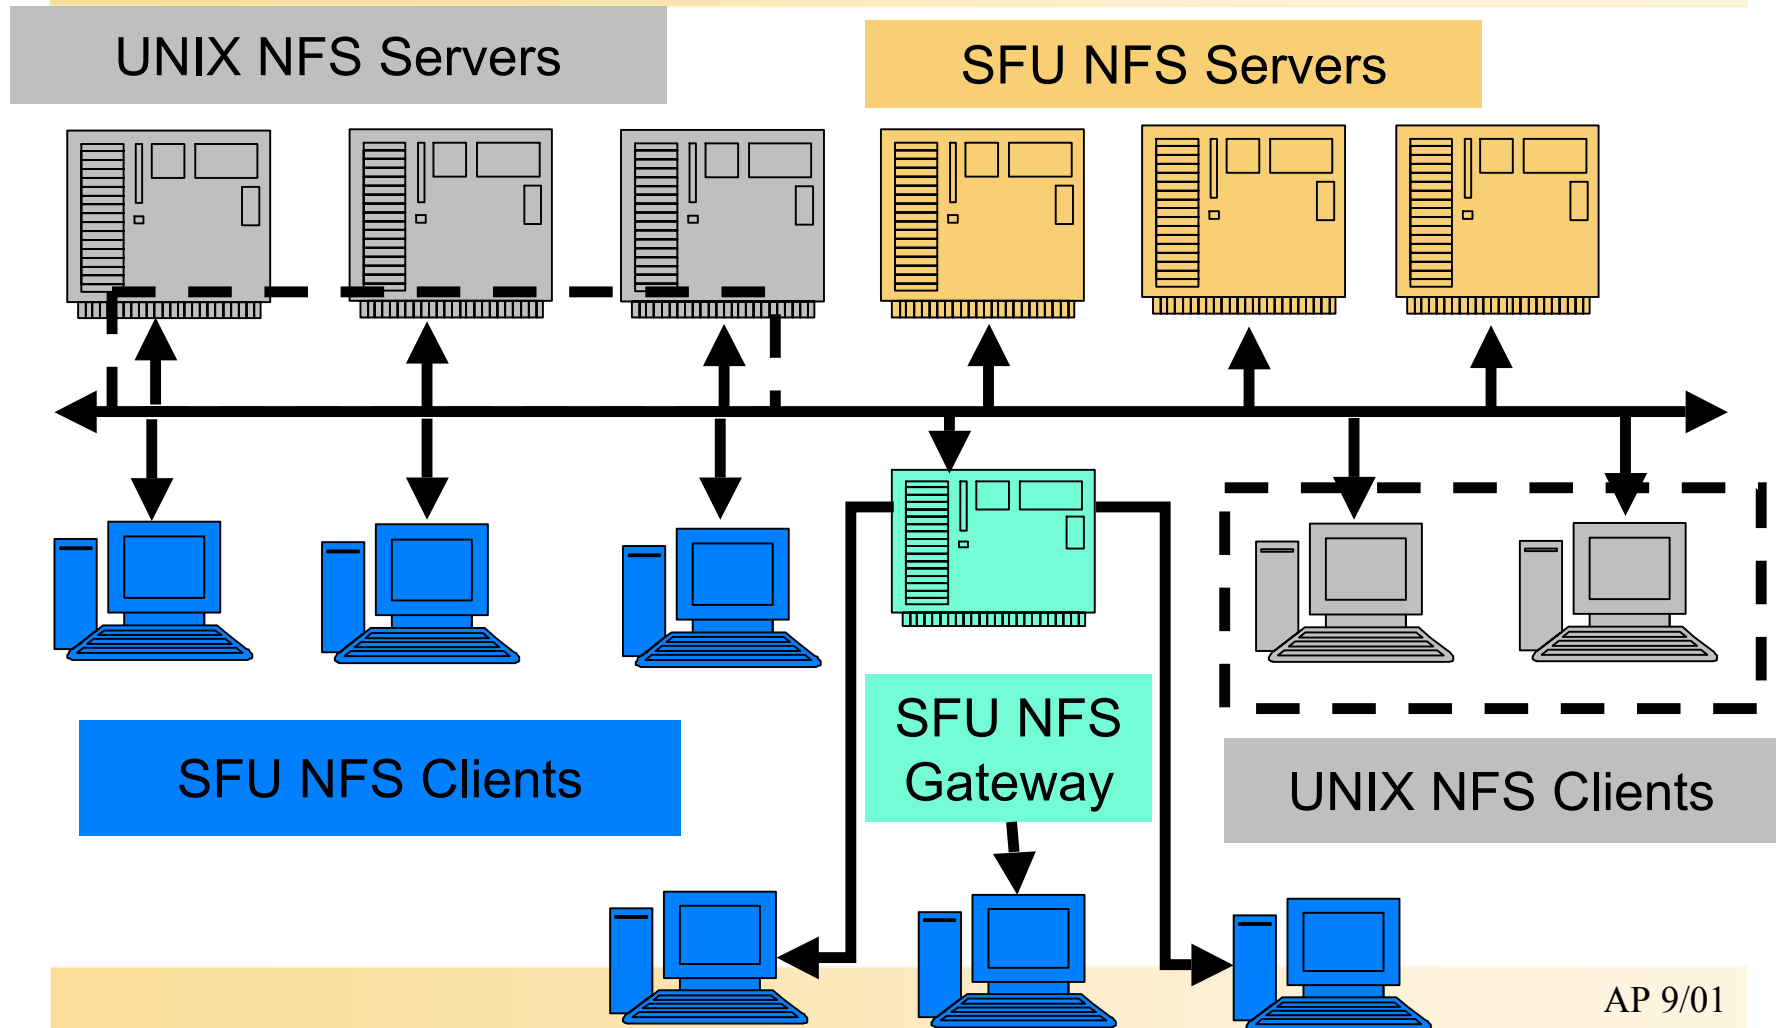 UNIX NFS Servers
SFU NFS Servers
SFU NFS Clients
SFU NFS
Gateway
UNIX NFS Clients
AP 9/01